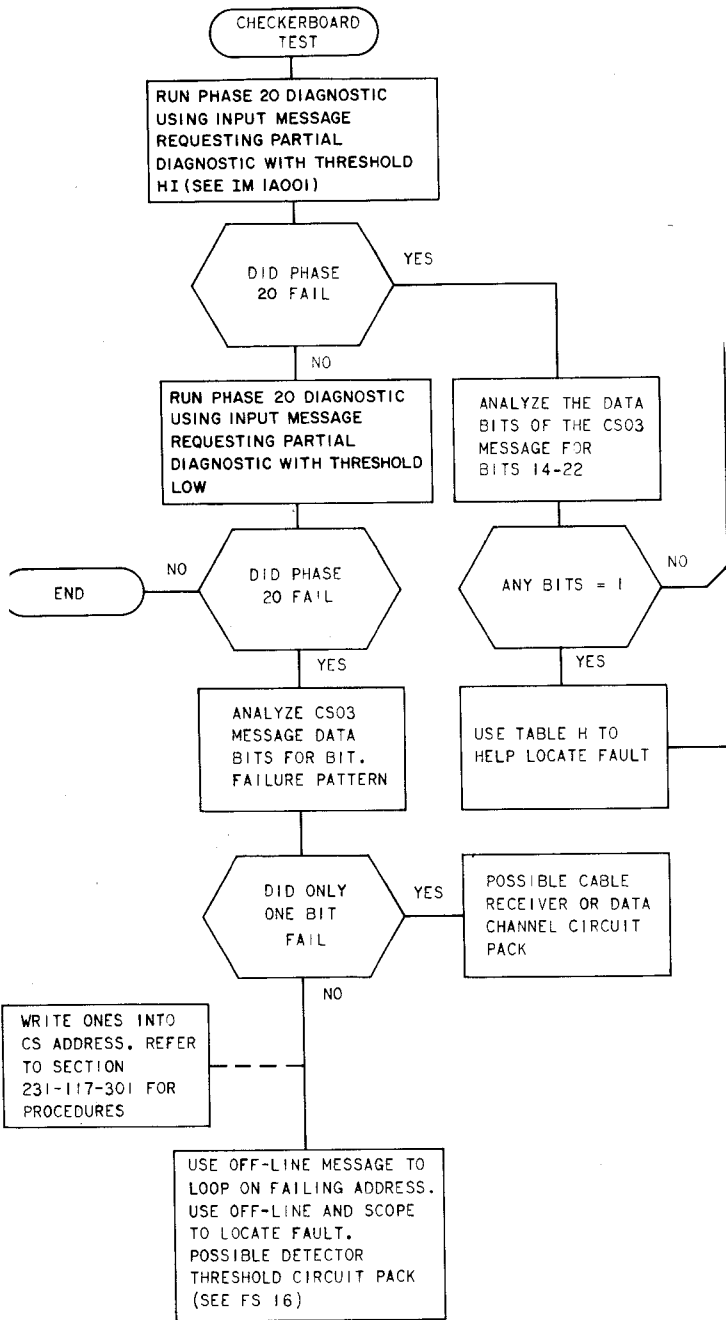 CHECKERBOARD
TEST
RUN PHASE 20 DIAGNOSTIC
USING INPUT MESSAGE
REQUESTING PARTIAL
DIAGNOSTIC WITH THRESHOLD
HI (SEE IM 1A001)
DID PHASE
20 FAIL
YES
NO
RUN PHASE 20 DIAGNOSTIC
USING INPUT MESSAGE
REQUESTING PARTIAL
DIAGNOSTIC WITH THRESHOLD
LOW
ANALYZE THE DATA
BITS OF THE CS03
MESSAGE FOR
BITS 14-22
DID PHASE
20 FAIL
NO
END
YES
ANY BITS = 1
NO
YES
ANALYZE CS03
MESSAGE DATA
BITS FOR BIT.
FAILURE PATTERN
USE TABLE H TO
HELP LOCATE FAULT
DID ONLY
ONE BIT
FAIL
YES
POSSIBLE CABLE
RECEIVER OR DATA
CHANNEL CIRCUIT
PACK
NO
WRITE ONES INTO
CS ADDRESS. REFER
TO SECTION
231-117-301 FOR
PROCEDURES
USE OFF-LINE MESSAGE TO
LOOP ON FAILING ADDRESS.
USE OFF-LINE AND SCOPE
TO LOCATE FAULT.
POSSIBLE DETECTOR
THRESHOLD CIRCUIT PACK
(SEE FS 16)